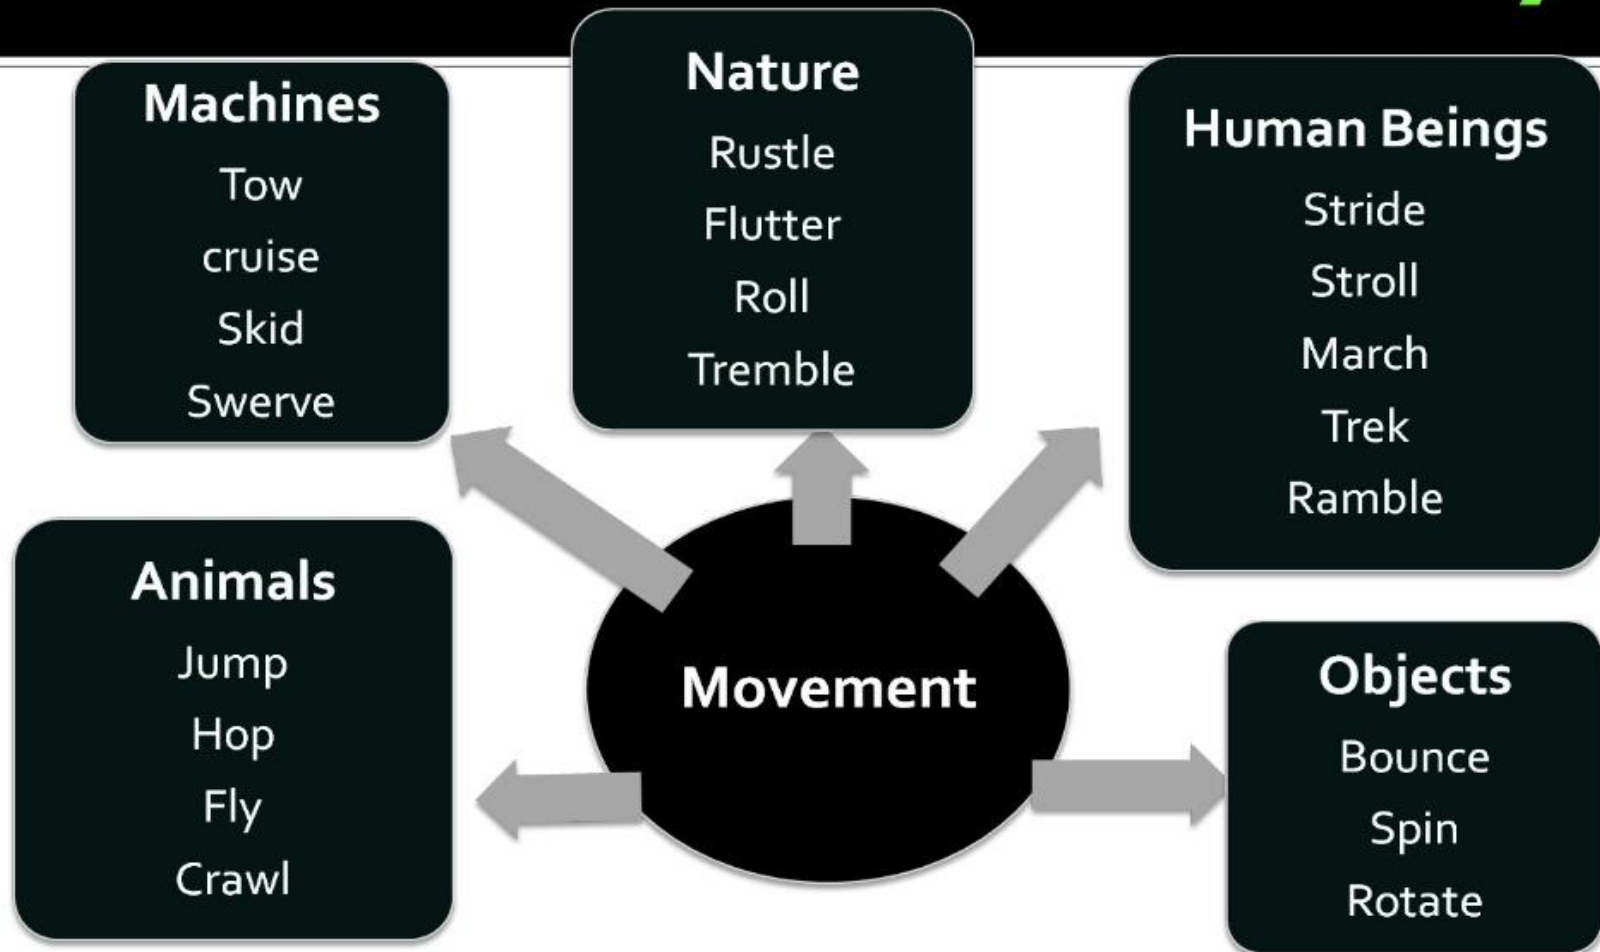 Machines
Tow
cruise
Skid
Swerve
Nature
Rustle
Flutter
Roll
Tremble
Human Beings
Stride
Stroll
March
Trek
Ramble
Animals
Jump
Hop
Fly
Crawl
Movement
Objects
Bounce
Spin
Rotate